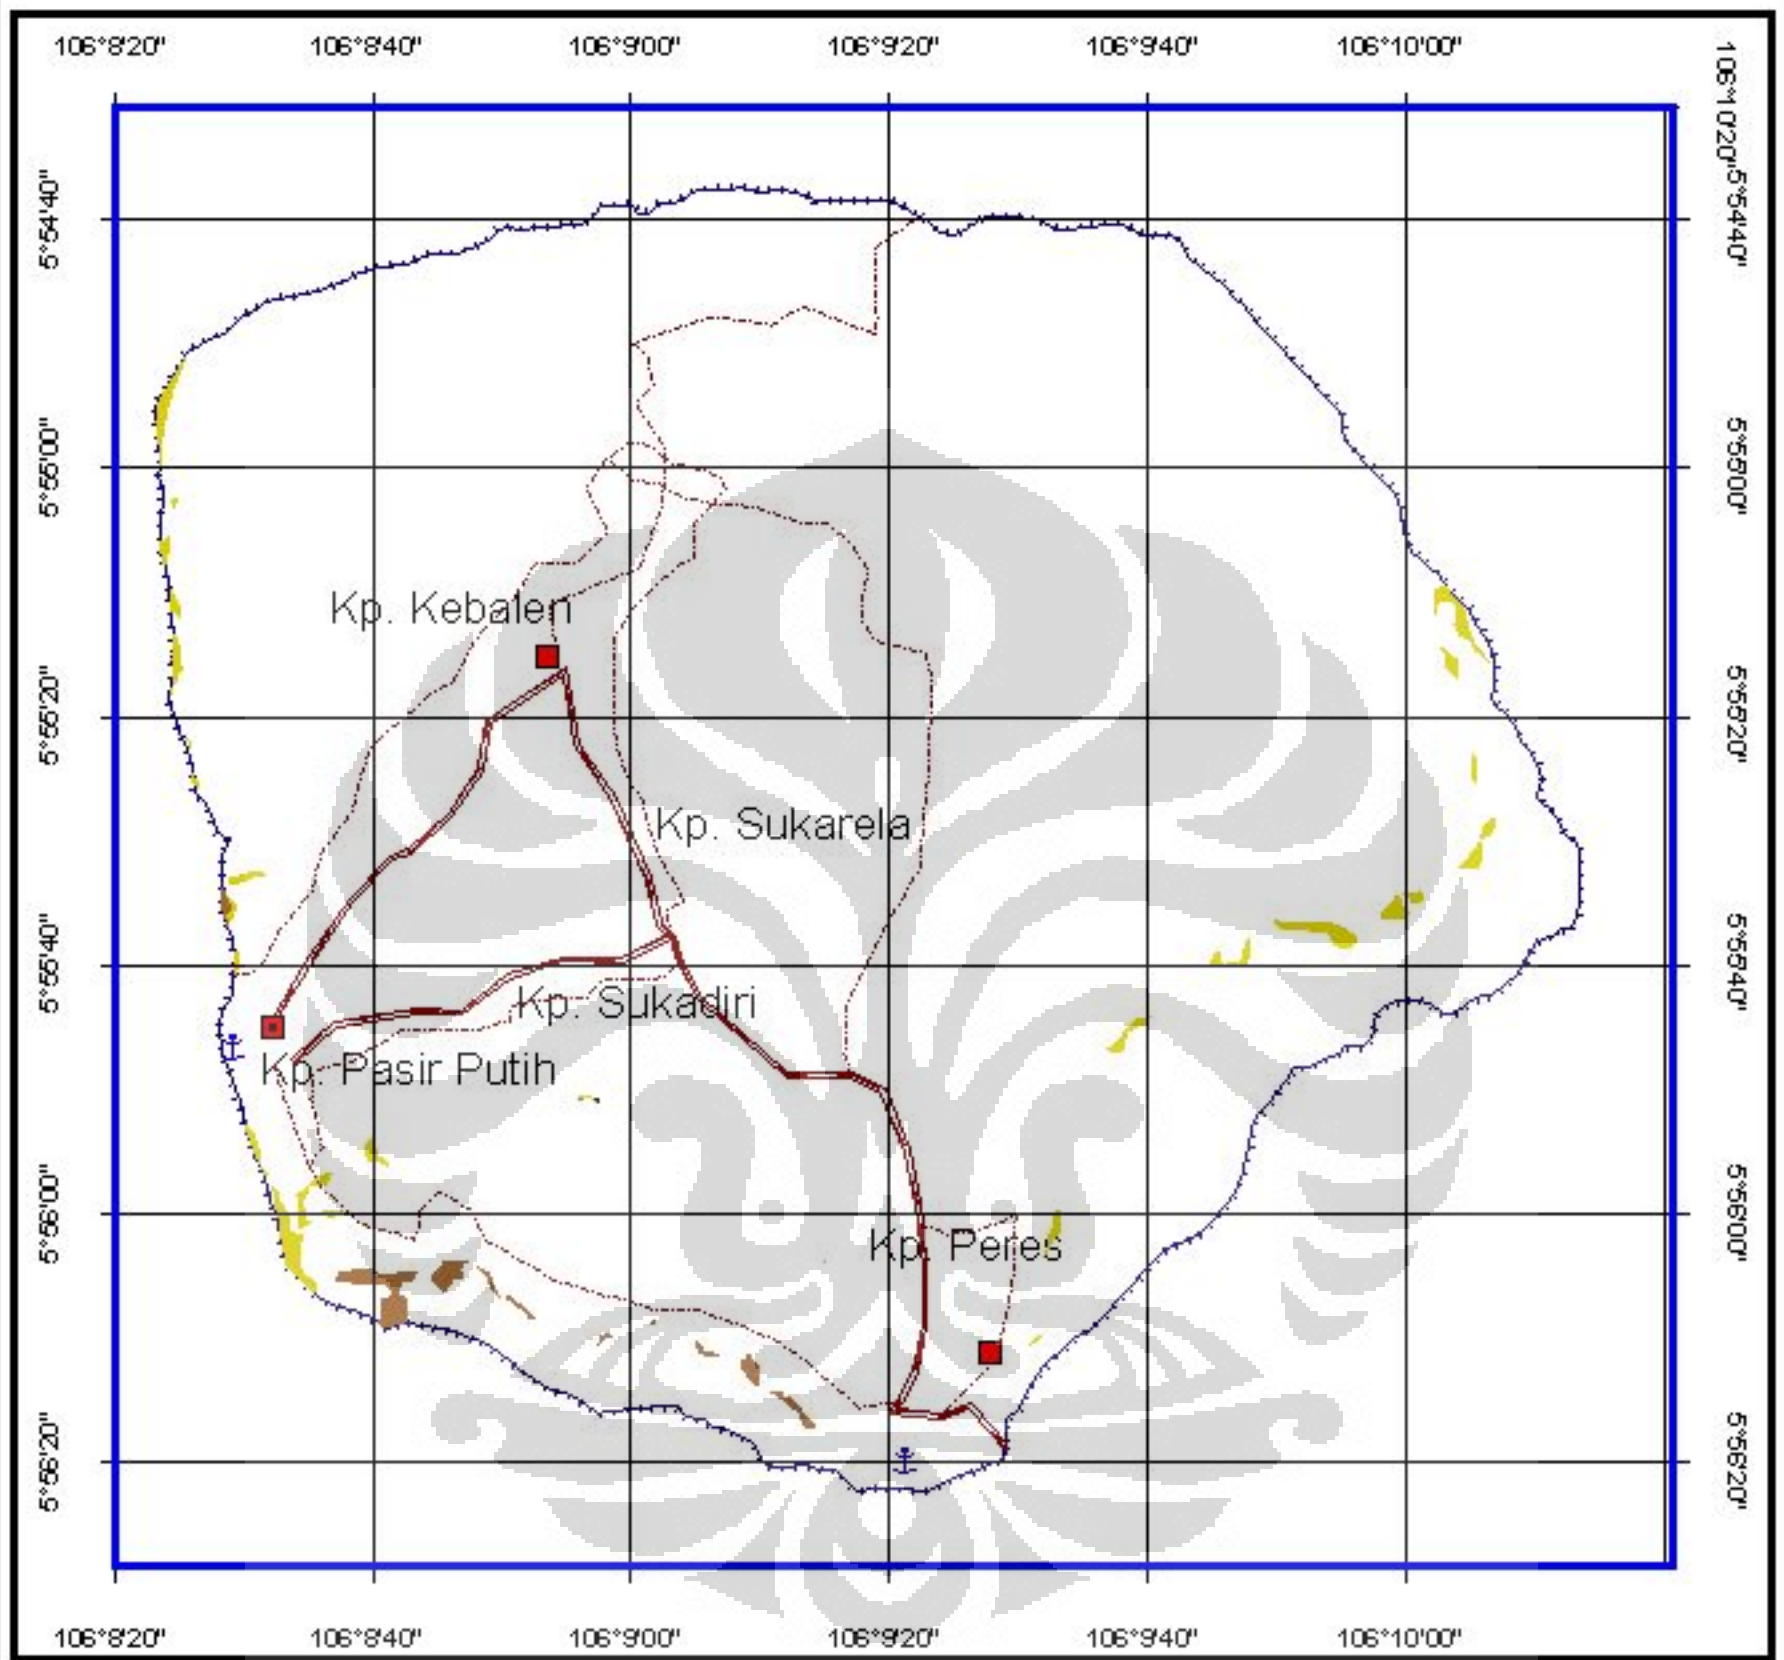 106°8'20" 106°8'40" 106°9'00" 106°9'20" 106°9'40" 106°10'00" 106°10'20"
5°54'40" 5°54'40"
5°55'00" 5°55'00"
Kp. Kebalen
5°55'20" 5°55'20"
Kp. Sukarela
5°55'40" 5°55'40"
Kp. Sukadiri
Kp. Pasir Putih
5°56'00" 5°56'00"
Kp. Peres
5°56'20" 5°56'20"
106°8'20" 106°8'40" 106°9'00" 106°9'20" 106°9'40" 106°10'00"